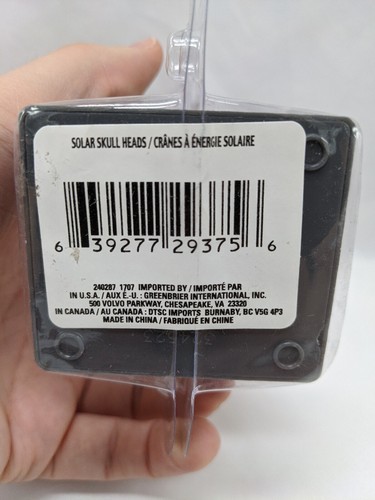 SOLAR SKULL HEADS / CRÂNES À ÉNERGIE SOLAIRE
6 39277 29375 6
240287 1707 IMPORTED BY / IMPORTÉ PAR
IN U.S.A. / AUX É.-U. : GREENBRIER INTERNATIONAL, INC.
500 VOLVO PARKWAY, CHESAPEAKE, VA 23320
IN CANADA / AU CANADA : DTSC IMPORTS BURNABY, BC V5G 4P3
MADE IN CHINA / FABRIQUÉ EN CHINE